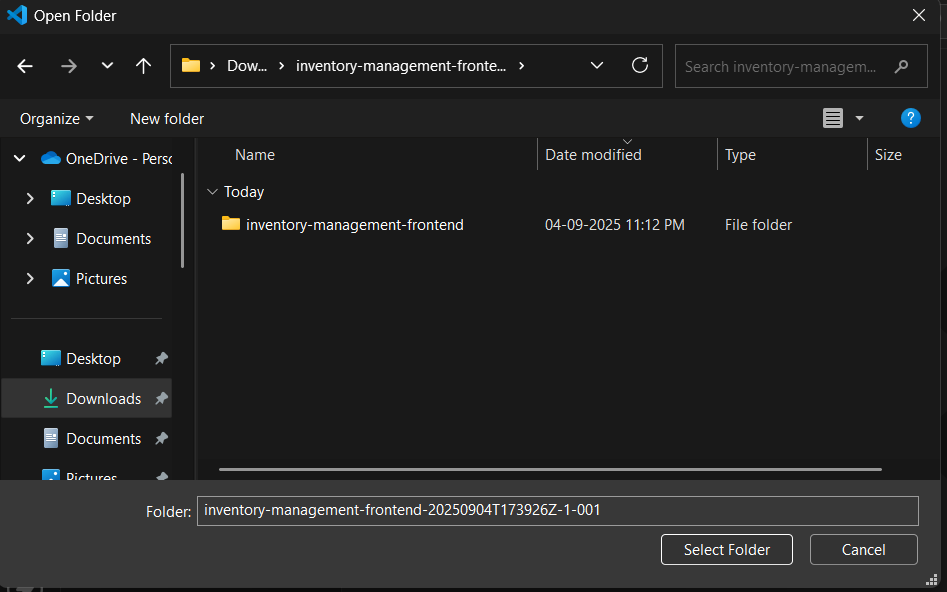 Open Folder
Dow... inventory-management-fronte...
Search inventory-managem...
Organize New folder
?
OneDrive - Perso
Desktop
Documents
Pictures
Desktop
Downloads
Documents
Pictures
Name Date modified Type Size
Today
inventory-management-frontend 04-09-2025 11:12 PM File folder
Folder: inventory-management-frontend-20250904T173926Z-1-001
Select Folder Cancel